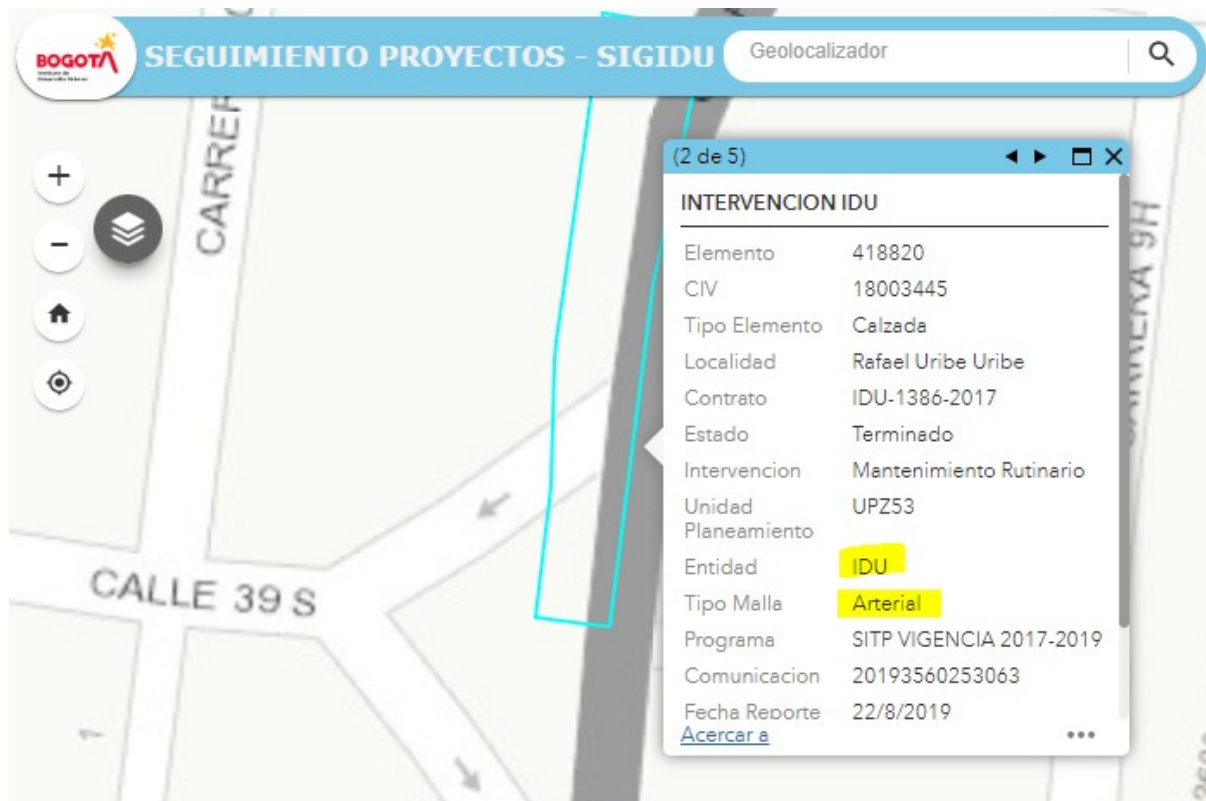 BOGOTÁ
SEGUIMIENTO PROYECTOS - SIGIDU
Geolocalizador
CARRER
(2 de 5)
INTERVENCION IDU
Elemento 418820
CIV 18003445
Tipo Elemento Calzada
Localidad Rafael Uribe Uribe
Contrato IDU-1386-2017
Estado Terminado
Intervencion Mantenimiento Rutinario
Unidad UPZ53
Planeamiento
Entidad IDU
Tipo Malla Arterial
Programa SITP VIGENCIA 2017-2019
Comunicacion 20193560253063
Fecha Reporte 22/8/2019
Acercar a
CARRERA 9H
CALLE 39 S
1